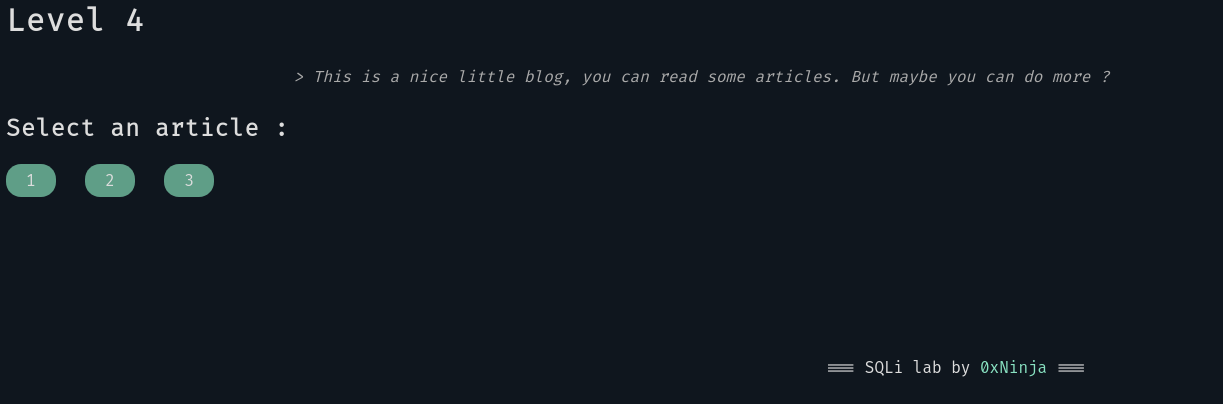 Level 4
> This is a nice little blog, you can read some articles. But maybe you can do more ?
Select an article :
1 2 3
SQLi lab by 0xNinja